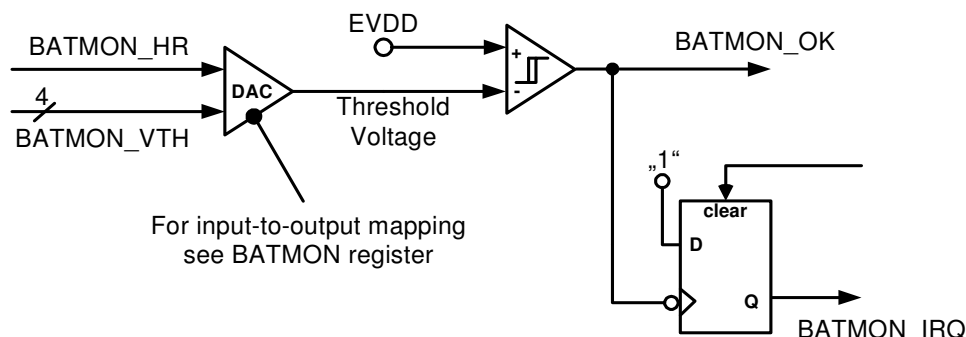 EVDD
BATMON_HR
BATMON_OK
+
DAC
-
4
Threshold
Voltage
BATMON_VTH
„1“
clear
For input-to-output mapping
see BATMON register
D
Q
BATMON_IRQ